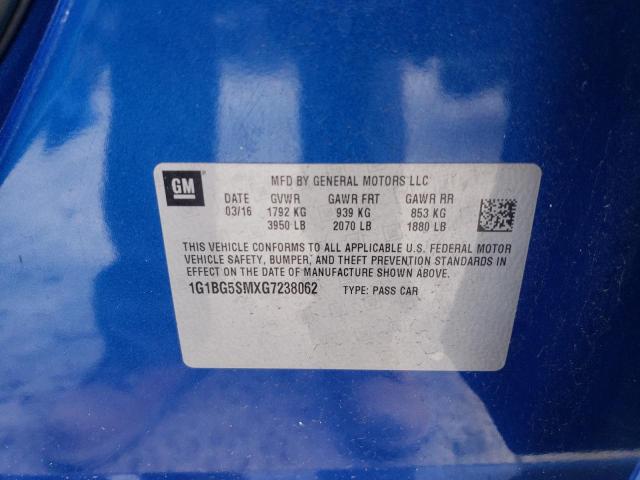 GM
MFD BY GENERAL MOTORS LLC
DATE GVWR GAWR FRT GAWR RR
03/16 1792 KG 939 KG 853 KG
3950 LB 2070 LB 1880 LB
THIS VEHICLE CONFORMS TO ALL APPLICABLE U.S. FEDERAL MOTOR
VEHICLE SAFETY, BUMPER, AND THEFT PREVENTION STANDARDS IN
EFFECT ON THE DATE OF MANUFACTURE SHOWN ABOVE.
1G1BG5SMXG7238062 TYPE: PASS CAR